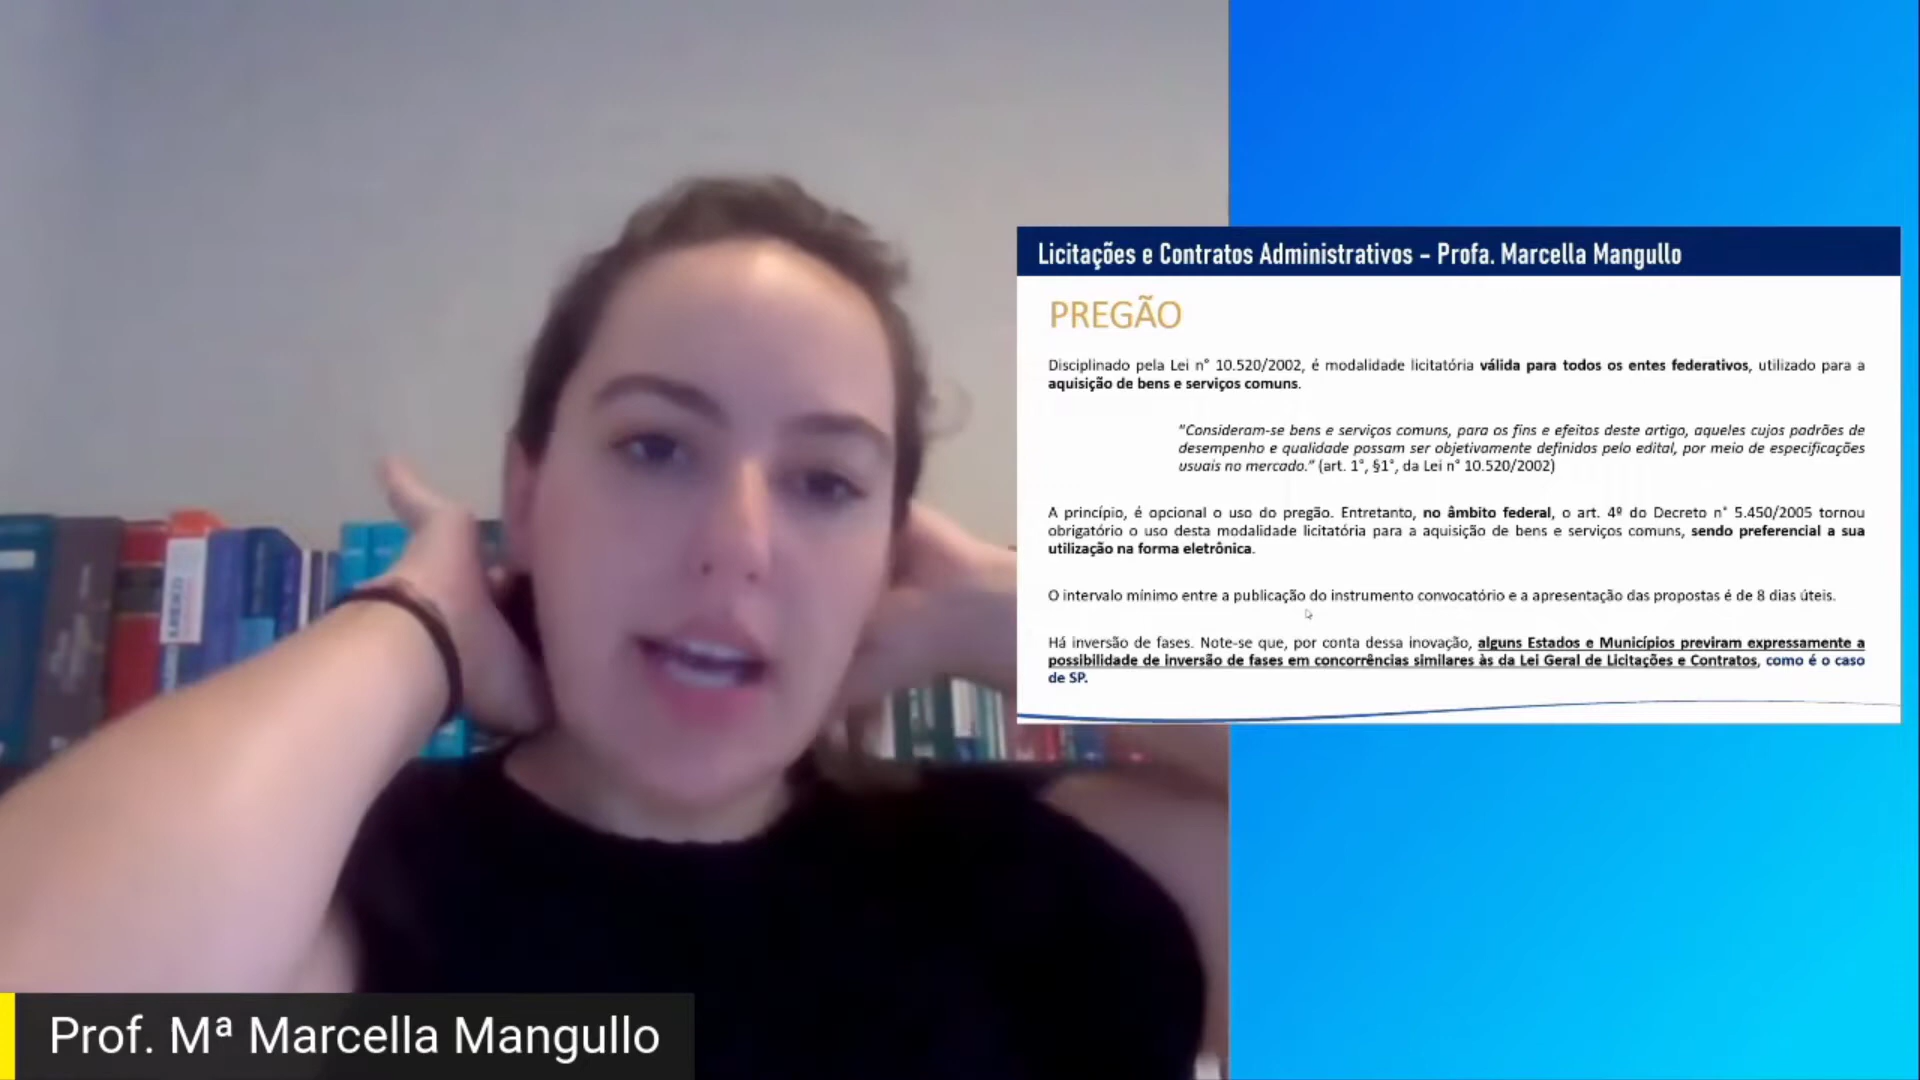 Licitações e Contratos Administrativos – Profa. Marcella Mangullo
PREGÃO
Disciplinado pela Lei n° 10.520/2002, é modalidade licitatória válida para todos os entes federativos, utilizado para a
aquisição de bens e serviços comuns.
"Consideram-se bens e serviços comuns, para os fins e efeitos deste artigo, aqueles cujos padrões de
desempenho e qualidade possam ser objetivamente definidos pelo edital, por meio de especificações
usuais no mercado." (art. 1°, §1°, da Lei n° 10.520/2002)
A princípio, é opcional o uso do pregão. Entretanto, no âmbito federal, o art. 4º do Decreto n° 5.450/2005 tornou
obrigatório o uso desta modalidade licitatória para a aquisição de bens e serviços comuns, sendo preferencial a sua
utilização na forma eletrônica.
O intervalo mínimo entre a publicação do instrumento convocatório e a apresentação das propostas é de 8 dias úteis.
Há inversão de fases. Note-se que, por conta dessa inovação, alguns Estados e Municípios previram expressamente a
possibilidade de inversão de fases em concorrências similares às da Lei Geral de Licitações e Contratos, como é o caso
de SP.
Prof. Mª Marcella Mangullo